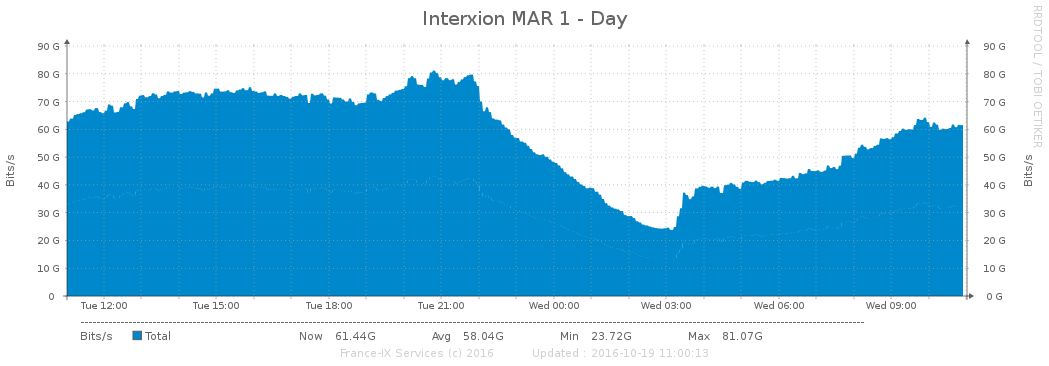 Interxion MAR 1 - Day
RRDTOOL / TOBI OETIKER
90 G 90 G
80 G 80 G
70 G 70 G
60 G 60 G
50 G 50 G
40 G 40 G
30 G 30 G
20 G 20 G
10 G 10 G
0 0 G
Bits/s
Bits/s
Tue 12:00 Tue 15:00 Tue 18:00 Tue 21:00 Wed 00:00 Wed 03:00 Wed 06:00 Wed 09:00
Bits/s Total Now 61.44G Avg 58.04G Min 23.72G Max 81.07G
France-IX Services (c) 2016 Updated : 2016-10-19 11:00:13